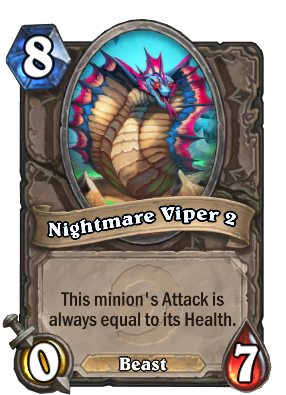 8
Nightmare Viper 2
This minion's Attack is
always equal to its Health.
0
Beast
7